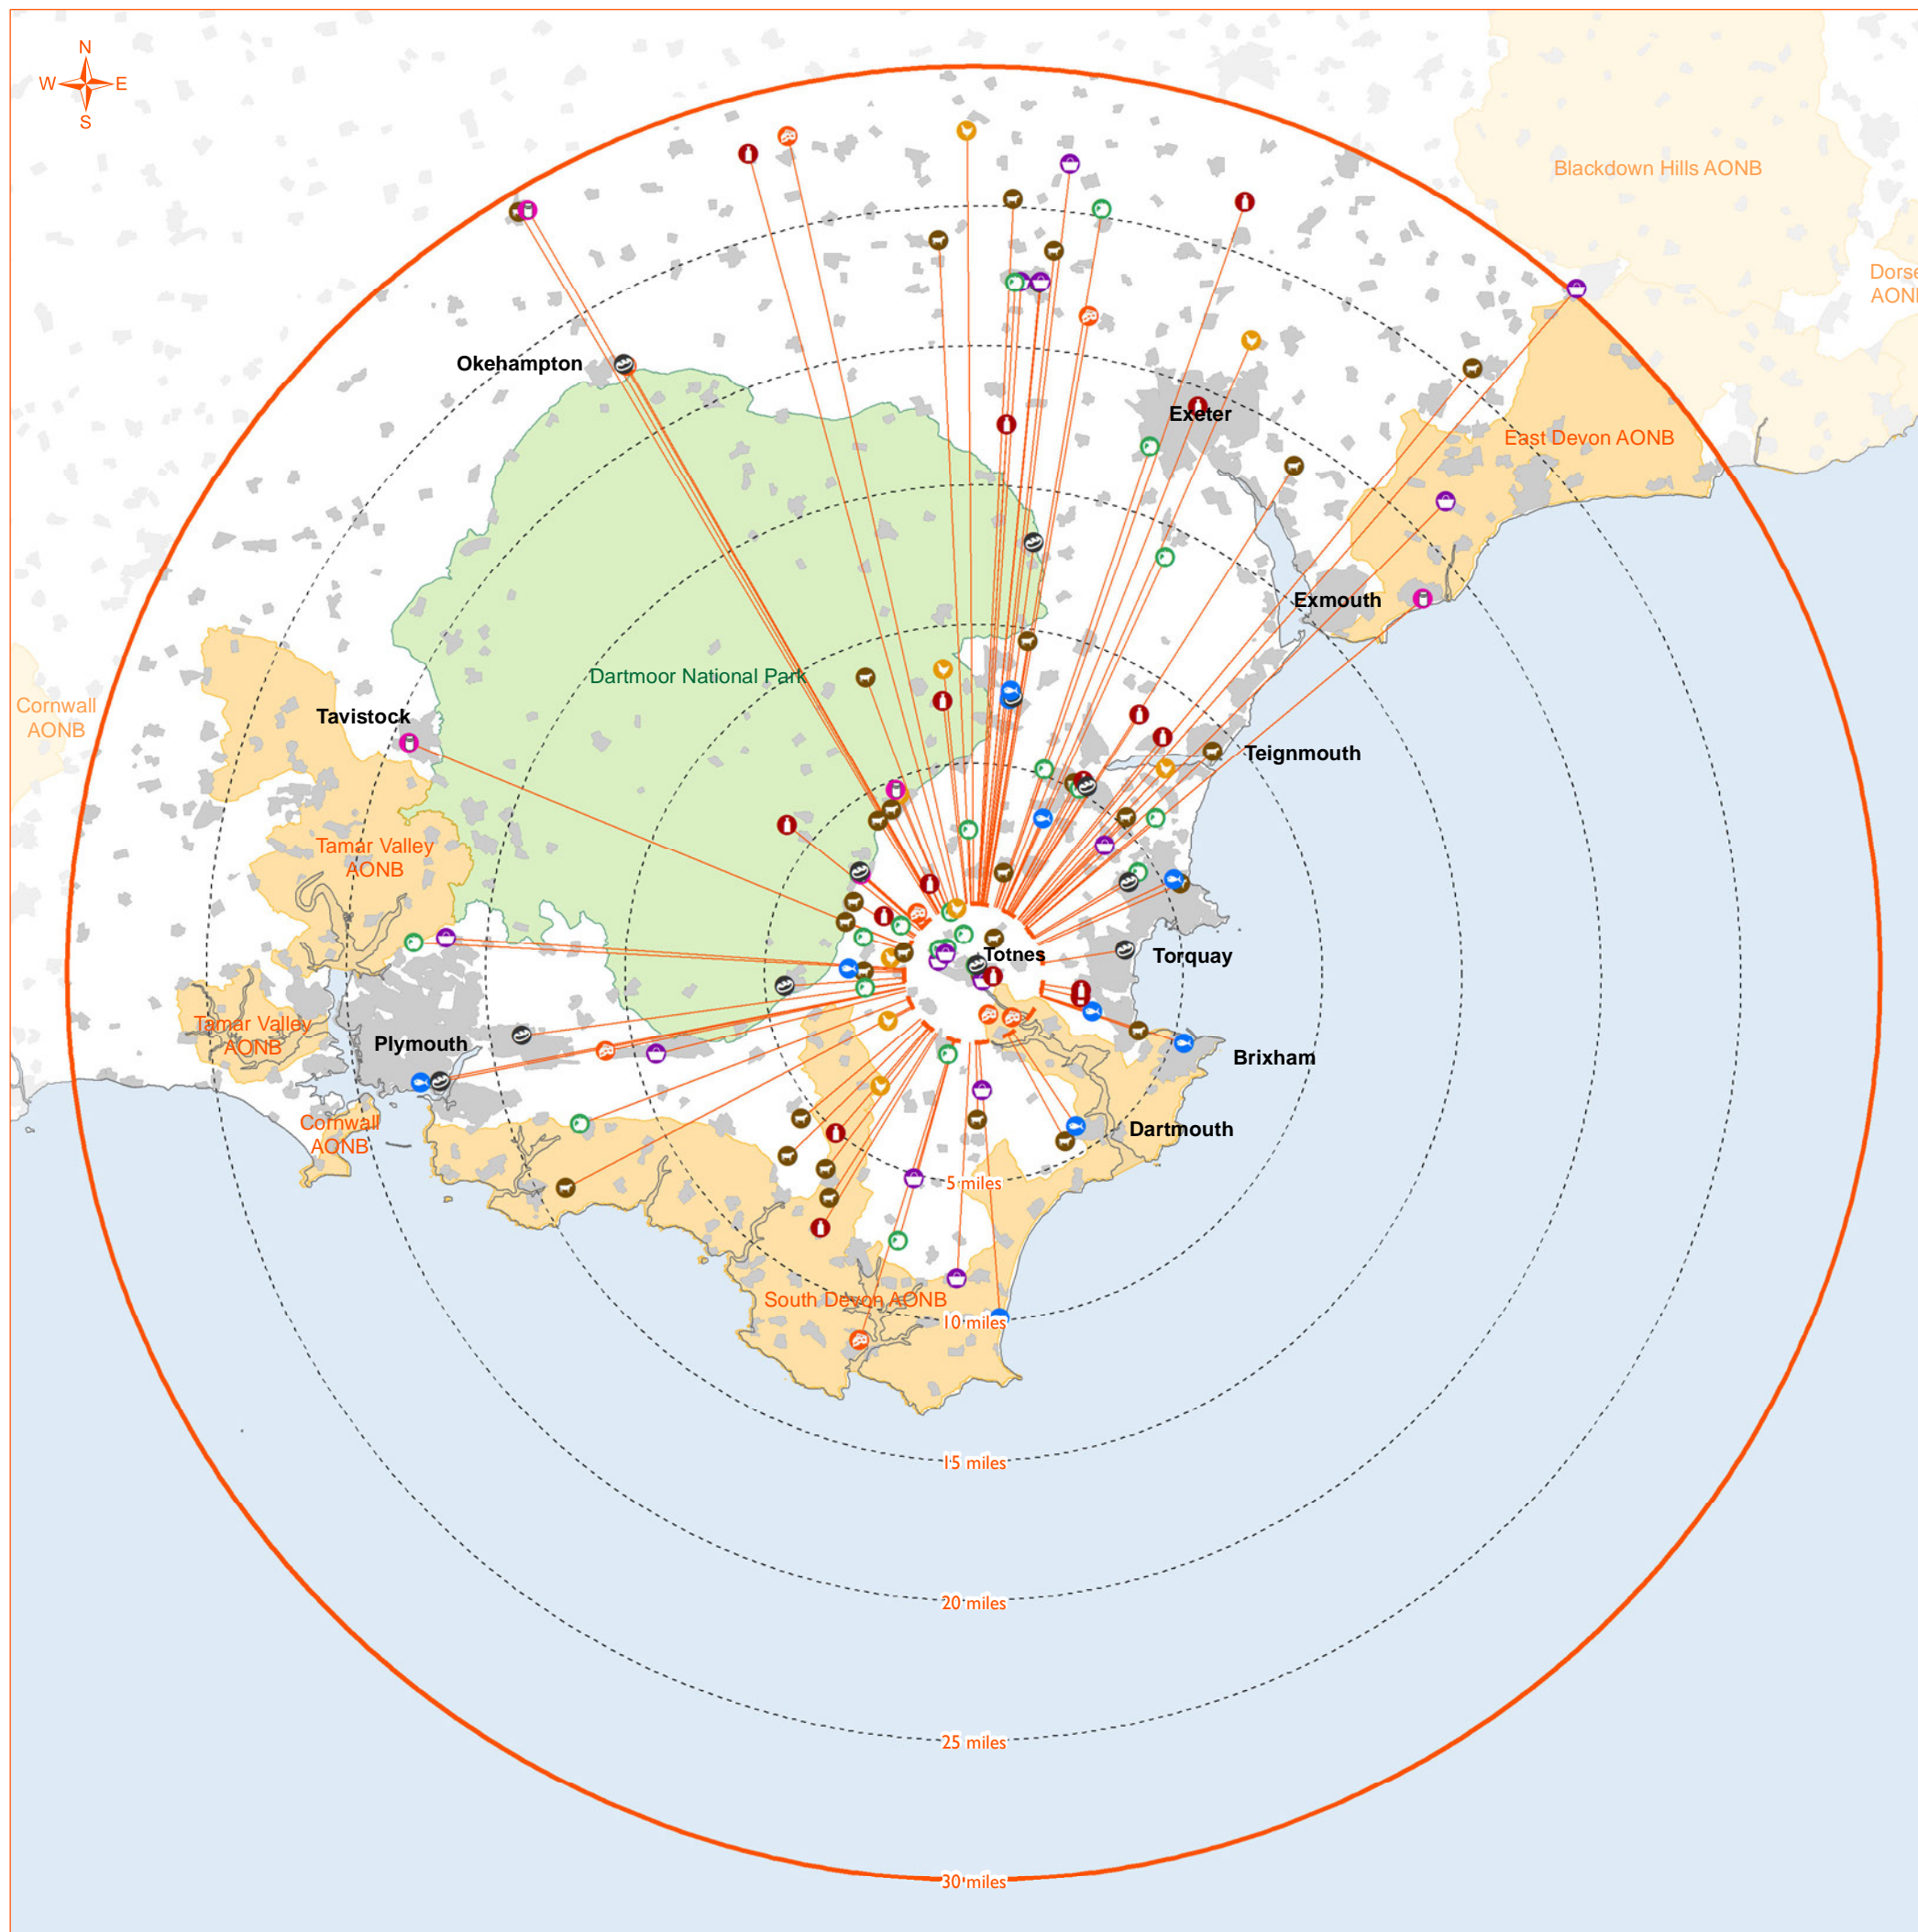 N
W E
S
Blackdown Hills AONB
AONB
Okehampton
Exeter
East Devon AONB
Exmouth
Dartmoor National Park
Cornwall
AONB
Tavistock
Teignmouth
Tamar Valley
AONB
Totnes
Torquay
Tamar Valley
AONB
Plymouth
Brixham
Cornwall
AONB
Dartmouth
5 miles
South Devon AONB
10 miles
15 miles
20 miles
25 miles
30 miles